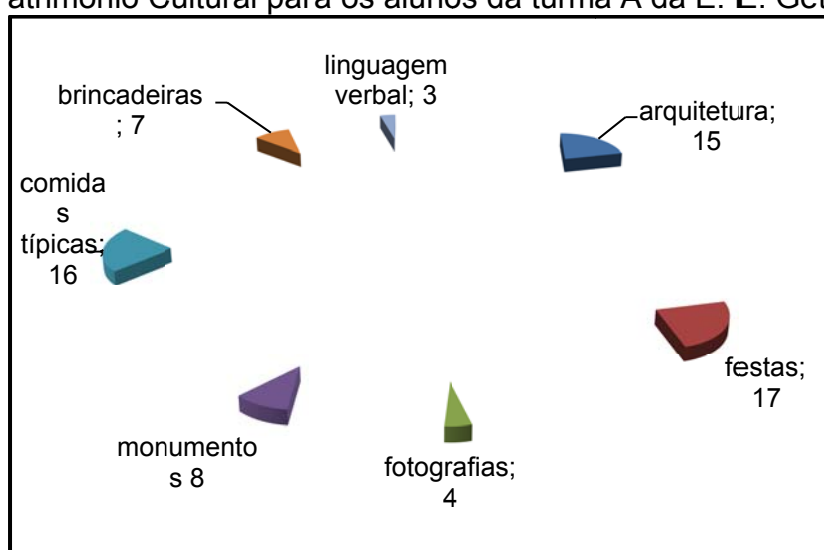 atrimônio Cultural para os alunos da turma A da E. E. Get
linguagem
verbal; 3
brincadeiras
; 7
arquitetura;
15
comida
s
típicas;
16
festas;
17
monumento
s 8
fotografias;
4